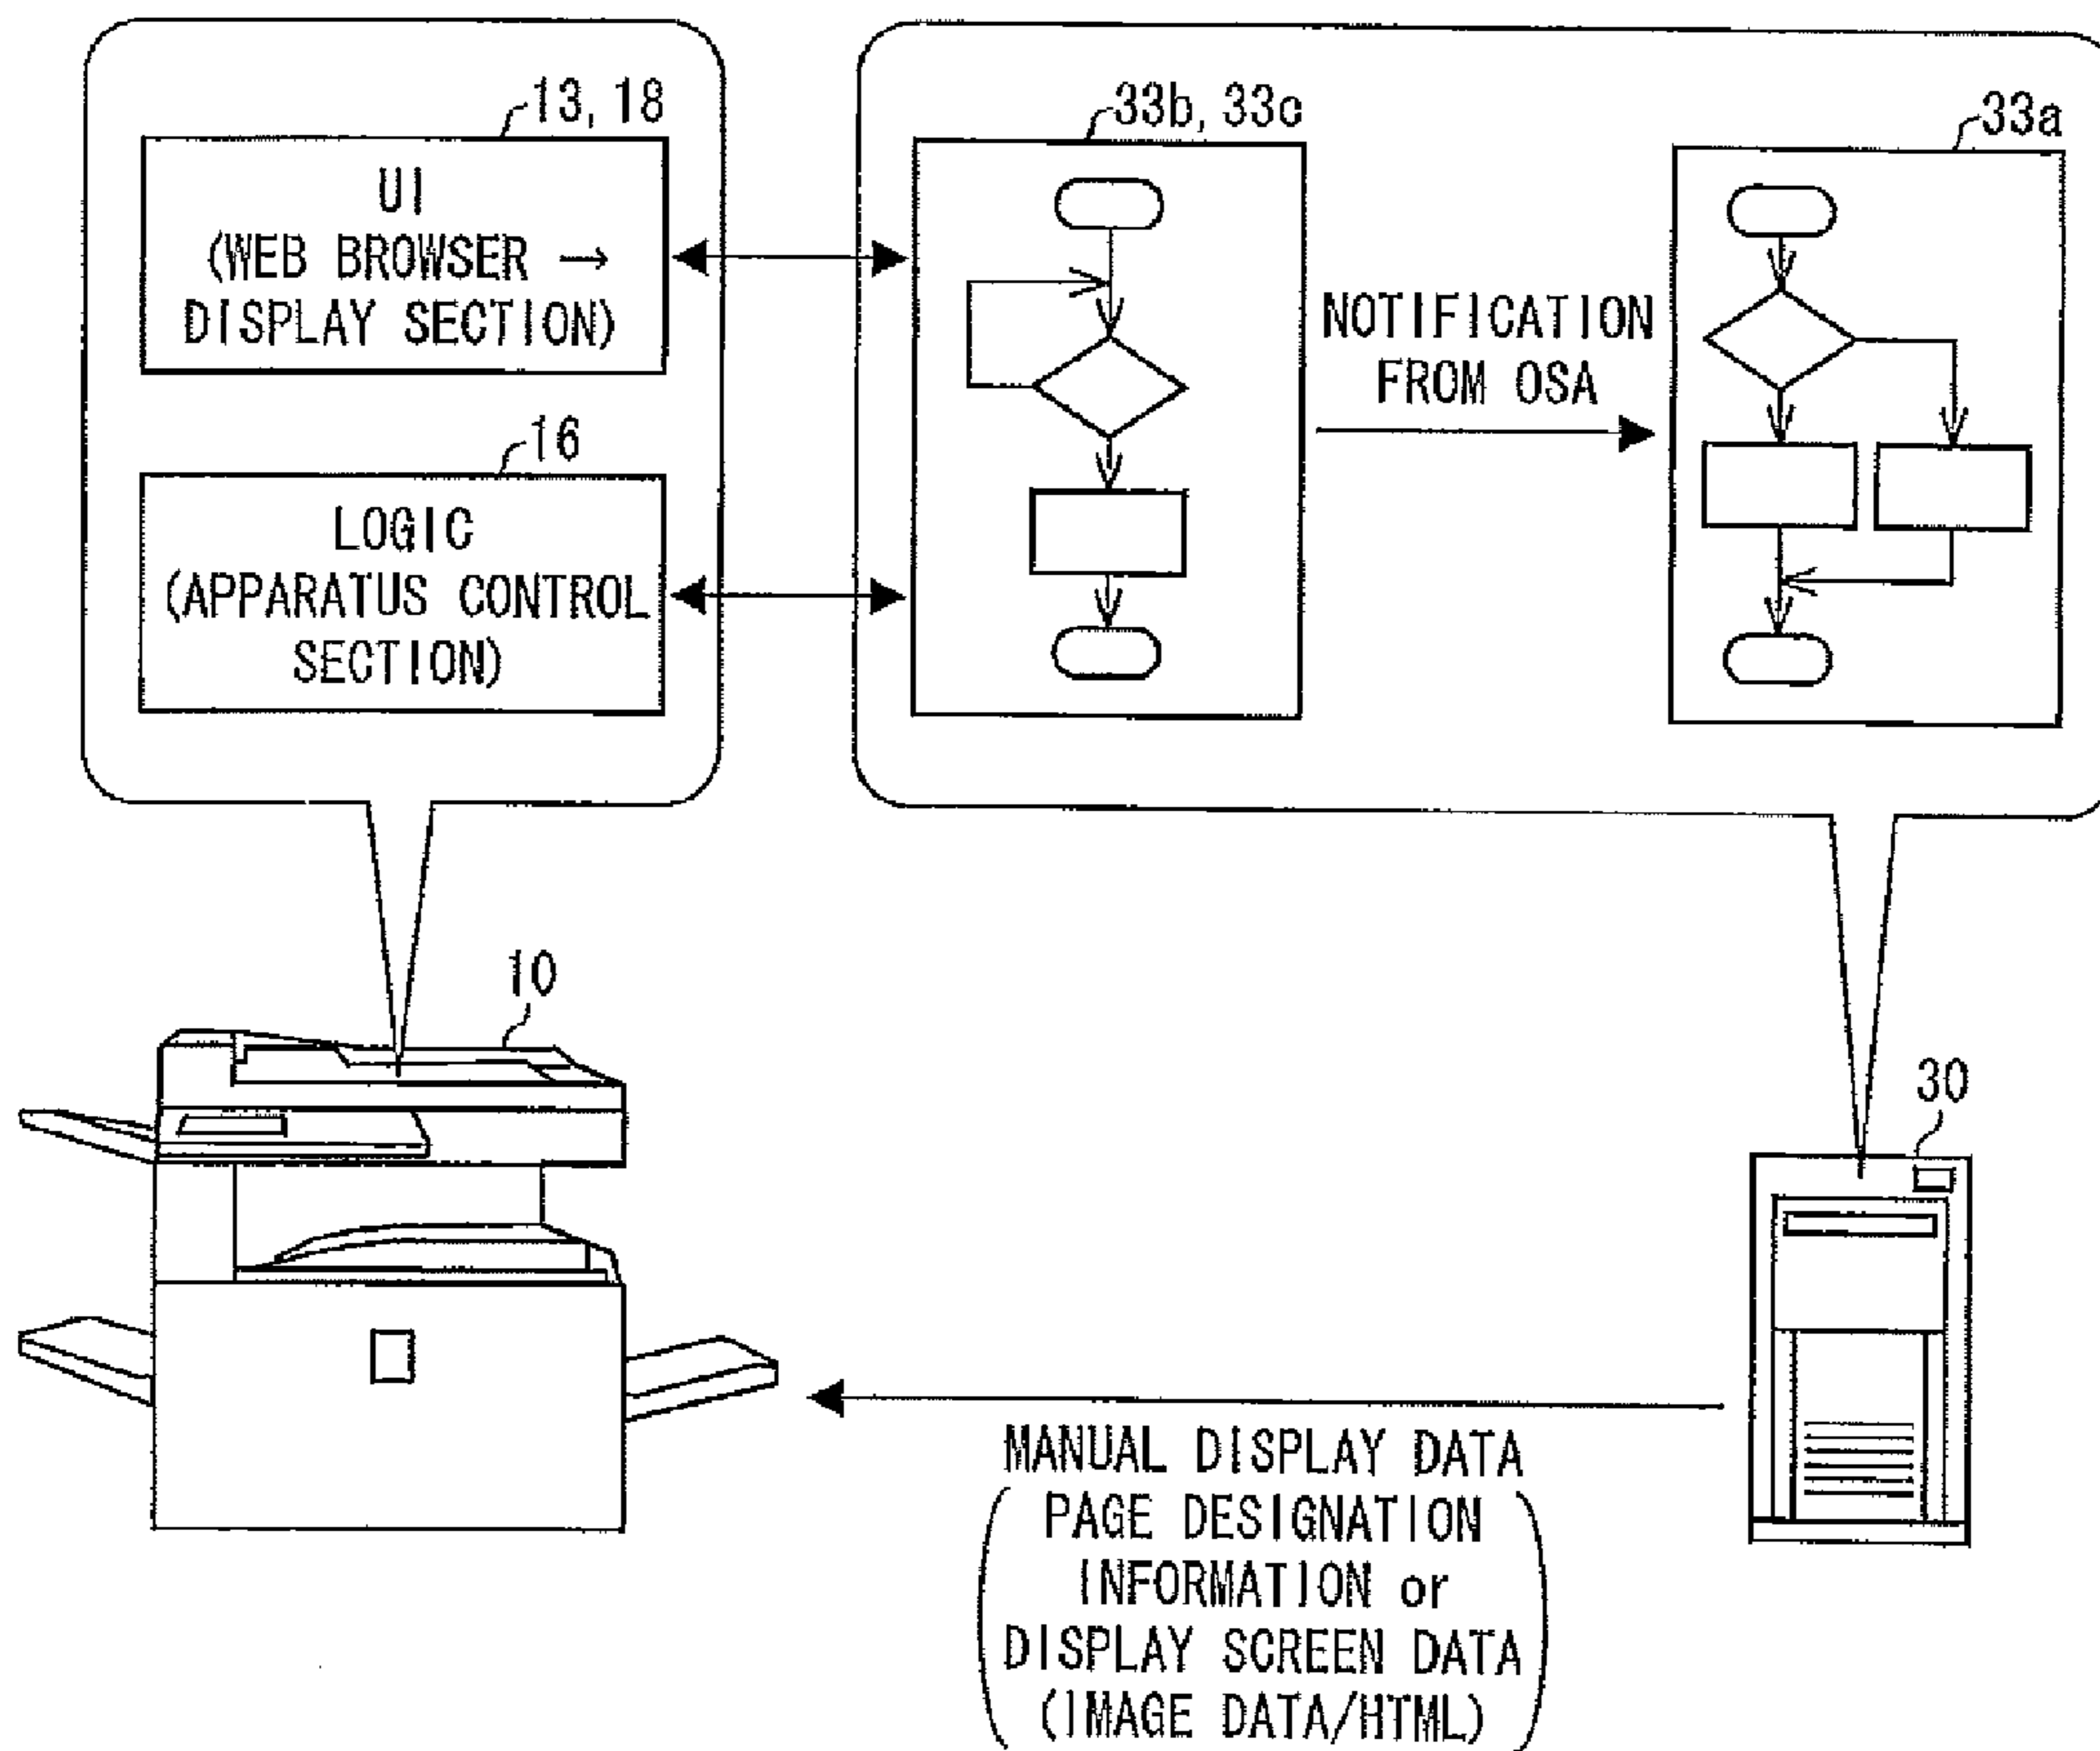 13, 18
UI
(WEB BROWSER →
DISPLAY SECTION)
16
LOGIC
(APPARATUS CONTROL
SECTION)
33b, 33c
NOTIFICATION
FROM OSA
33a
10
30
MANUAL DISPLAY DATA
(PAGE DESIGNATION
INFORMATION or
DISPLAY SCREEN DATA
(IMAGE DATA/HTML))